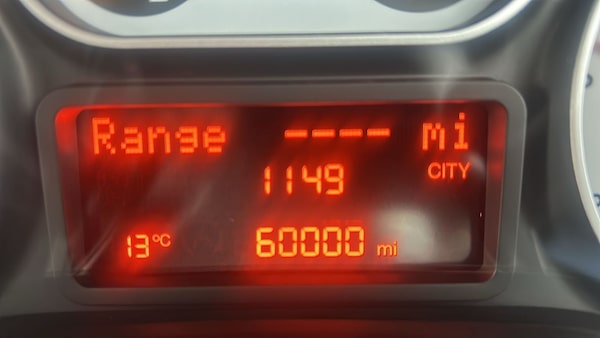 Range ---- mi
1149
CITY
13°C 60000 mi